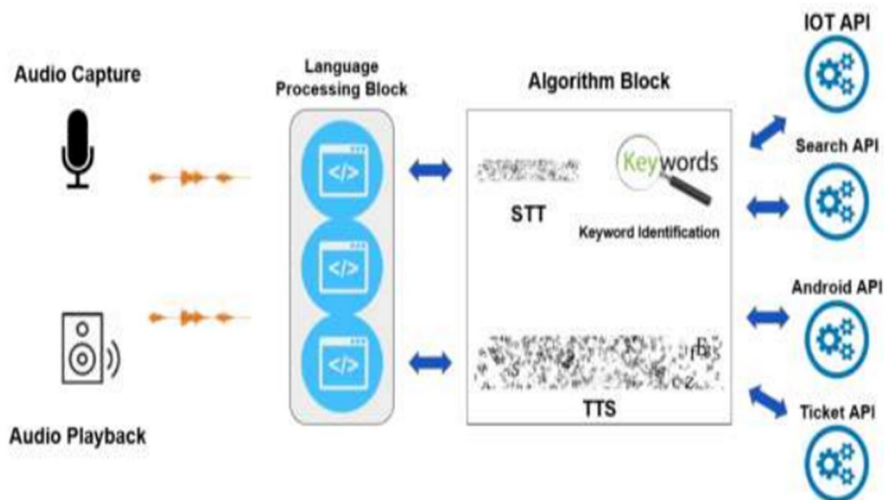 IOT API
Audio Capture
Language
Processing Block
Algorithm Block
Search API
</>
Keywords
STT
Keyword Identification
</>
Android API
</>
TTS
Audio Playback
Ticket API